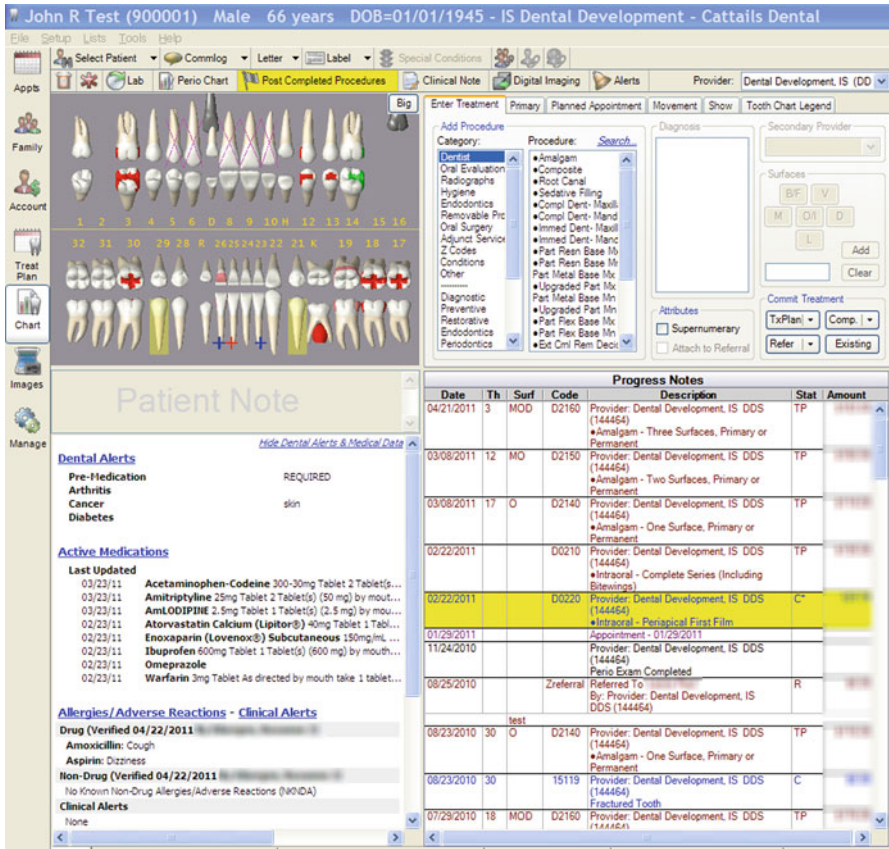 John R Test (900001) Male 66 years DOB=01/01/1945 - IS Dental Development - Cattails Dental
File Setup Lists Tools Help
Select Patient Commlog Letter Label Special Conditions
Lab Perio Chart Post Completed Procedures Clinical Note Digital Imaging Alerts Provider: Dental Development, IS (DD
Appts
Family
Account
Treat
Plan
Chart
Images
Manage
Big
1 2 3 4 5 6 D 8 9 10 H 12 13 14 15 16
32 31 30 29 28 R 26 25 24 23 22 21 K 19 18 17
Enter Treatment Primary Planned Appointment Movement Show Tooth Chart Legend
Add Procedure
Category:
Dentist
Oral Evaluation
Radiographs
Hygiene
Endodontics
Removable Prc
Oral Surgery
Adjunct Service
Z Codes
Conditions
Other
----------
Diagnostic
Preventive
Restorative
Endodontics
Periodontics
Procedure: Search...
●Amalgam
●Composite
●Root Canal
●Sedative Filing
●Compl Dent- Maxill
●Compl Dent- Mand
●Immed Dent- Maxil
●Immed Dent- Manc
●Part Resn Base Mx
●Part Resn Base Mr
Part Metal Base Mx
●Upgraded Part Mx
Part Metal Base Mn
●Upgraded Part Mn
●Part Flex Base Mx
●Part Flex Base Mn
●Ext Crnl Rem Decic
Diagnosis
Attributes
Supernumerary
Attach to Referral
Secondary Provider
Surfaces
B/F V
M O/I D
L
Add
Clear
Commit Treatment
TxPlan Comp.
Refer Existing
Patient Note
Hide Dental Alerts & Medical Data
Dental Alerts
Pre-Medication REQUIRED
Arthritis
Cancer skin
Diabetes
Active Medications
Last Updated
03/23/11 Acetaminophen-Codeine 300-30mg Tablet 2 Tablet(s...
03/23/11 Amitriptyline 25mg Tablet 2 Tablet(s) (50 mg) by mout...
03/23/11 AmLODIPINE 2.5mg Tablet 1 Tablet(s) (2.5 mg) by mou...
02/23/11 Atorvastatin Calcium (Lipitor®) 40mg Tablet 1 Tabl...
02/23/11 Enoxaparin (Lovenox®) Subcutaneous 150mg/mL ...
02/23/11 Ibuprofen 600mg Tablet 1 Tablet(s) (600 mg) by mouth...
02/23/11 Omeprazole
02/23/11 Warfarin 3mg Tablet As directed by mouth take 1 tablet...
Allergies/Adverse Reactions - Clinical Alerts
Drug (Verified 04/22/2011
Amoxicillin: Cough
Aspirin: Dizziness
Non-Drug (Verified 04/22/2011
No Known Non-Drug Allergies/Adverse Reactions (NKNDA)
Clinical Alerts
None
Progress Notes
Date Th Surf Code Description Stat Amount
04/21/2011 3 MOD D2160 Provider: Dental Development, IS DDS TP
(144464)
●Amalgam - Three Surfaces, Primary or
Permanent
03/08/2011 12 MO D2150 Provider: Dental Development, IS DDS TP
(144464)
●Amalgam - Two Surfaces, Primary or
Permanent
03/08/2011 17 O D2140 Provider: Dental Development, IS DDS TP
(144464)
●Amalgam - One Surface, Primary or
Permanent
02/22/2011 D0210 Provider: Dental Development, IS DDS TP
(144464)
●Intraoral - Complete Series (Including
Bitewings)
02/22/2011 D0220 Provider: Dental Development, IS DDS C*
(144464)
●Intraoral - Periapical First Film
01/29/2011 Appointment - 01/29/2011
11/24/2010 Provider: Dental Development, IS DDS
(144464)
Perio Exam Completed
08/25/2010 Zreferral Referred To R
By: Provider: Dental Development, IS
DDS (144464)
test
08/23/2010 30 O D2140 Provider: Dental Development, IS DDS TP
(144464)
●Amalgam - One Surface, Primary or
Permanent
08/23/2010 30 15119 Provider: Dental Development, IS DDS C
(144464)
Fractured Tooth
07/29/2010 18 MOD D2160 Provider: Dental Development, IS DDS TP
(144464)